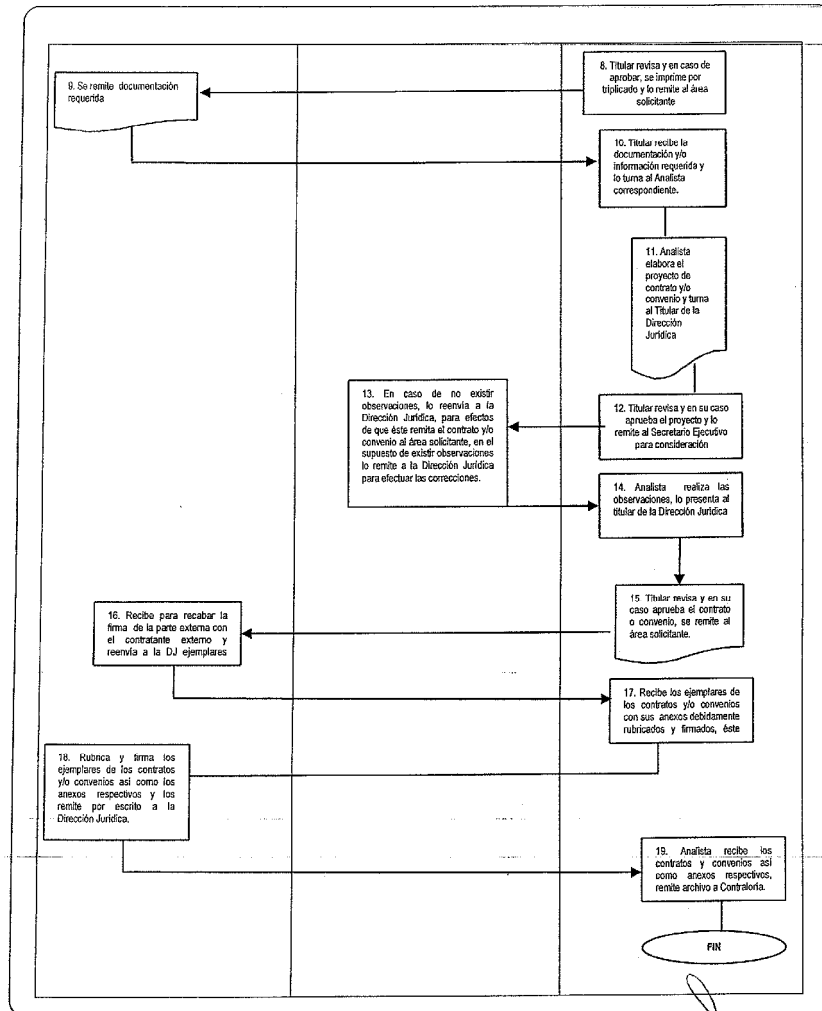 8. Titular revisa y en caso de
aprobar, se imprime por
triplicado y lo remite al área
solicitante
9. Se remite documentación
requerida
10. Titular recibe la
documentación y/o
información requerida y
lo turna al Analista
correspondiente.
11. Analista
elabora el
proyecto de
contrato y/o
convenio y turna
al Titular de la
Dirección
Jurídica
12. Titular revisa y en su caso
aprueba el proyecto y lo
remite al Secretario Ejecutivo
para consideración
13. En caso de no existir
observaciones, lo reenvía a la
Dirección Jurídica, para efectos
de que éste remita el contrato y/o
convenio al área solicitante, en el
supuesto de existir observaciones
lo remite a la Dirección Jurídica
para efectuar las correcciones.
14. Analista realiza las
observaciones, lo presenta al
titular de la Dirección Jurídica
15. Titular revisa y en su
caso aprueba el contrato
o convenio, se remite al
área solicitante.
16. Recibe para recabar la
firma de la parte externa con
el contratante externo y
reenvía a la DJ ejemplares
17. Recibe los ejemplares de
los contratos y/o convenios
con sus anexos debidamente
rubricados y firmados, éste
18. Rubrica y firma los
ejemplares de los contratos
y/o convenios así como los
anexos respectivos y los
remite por escrito a la
Dirección Jurídica.
19. Analista recibe los
contratos y convenios así
como anexos respectivos,
remite archivo a Contraloría.
FIN